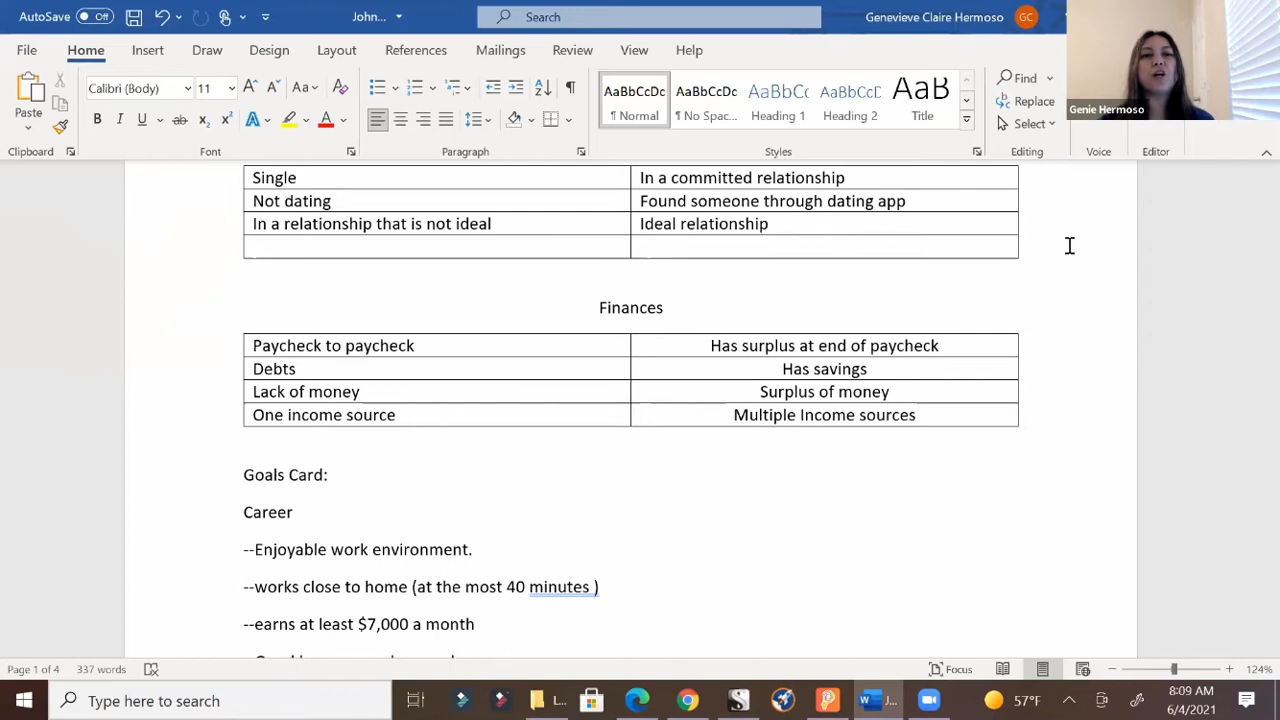 AutoSave Off John... Search Genevieve Claire Hermoso GC
File Home Insert Draw Design Layout References Mailings Review View Help
Genie Hermoso
Paste
Calibri (Body) 11 A A Aa A
B I U ab x₂ x² A A
¶
AaBbCcDc AaBbCcDc AaBbCc AaBbCcD AaB
¶ Normal ¶ No Spac... Heading 1 Heading 2 Title
Find
Replace
Select
Clipboard Font Paragraph Styles Editing Voice Editor
Single In a committed relationship
Not dating Found someone through dating app
In a relationship that is not ideal Ideal relationship
Finances
Paycheck to paycheck Has surplus at end of paycheck
Debts Has savings
Lack of money Surplus of money
One income source Multiple Income sources
Goals Card:
Career
--Enjoyable work environment.
--works close to home (at the most 40 minutes )
--earns at least $7,000 a month
Page 1 of 4 337 words Focus 124%
Type here to search L... J... 57°F 8:09 AM
6/4/2021